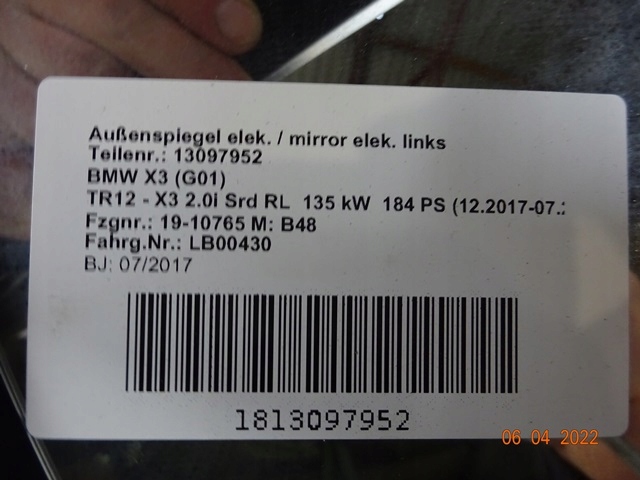 Außenspiegel elek. / mirror elek. links
Teilenr.: 13097952
BMW X3 (G01)
TR12 - X3 2.0i Srd RL 135 kW 184 PS (12.2017-07.:
Fzgnr.: 19-10765 M: B48
Fahrg.Nr.: LB00430
BJ: 07/2017
1813097952
06 04 2022